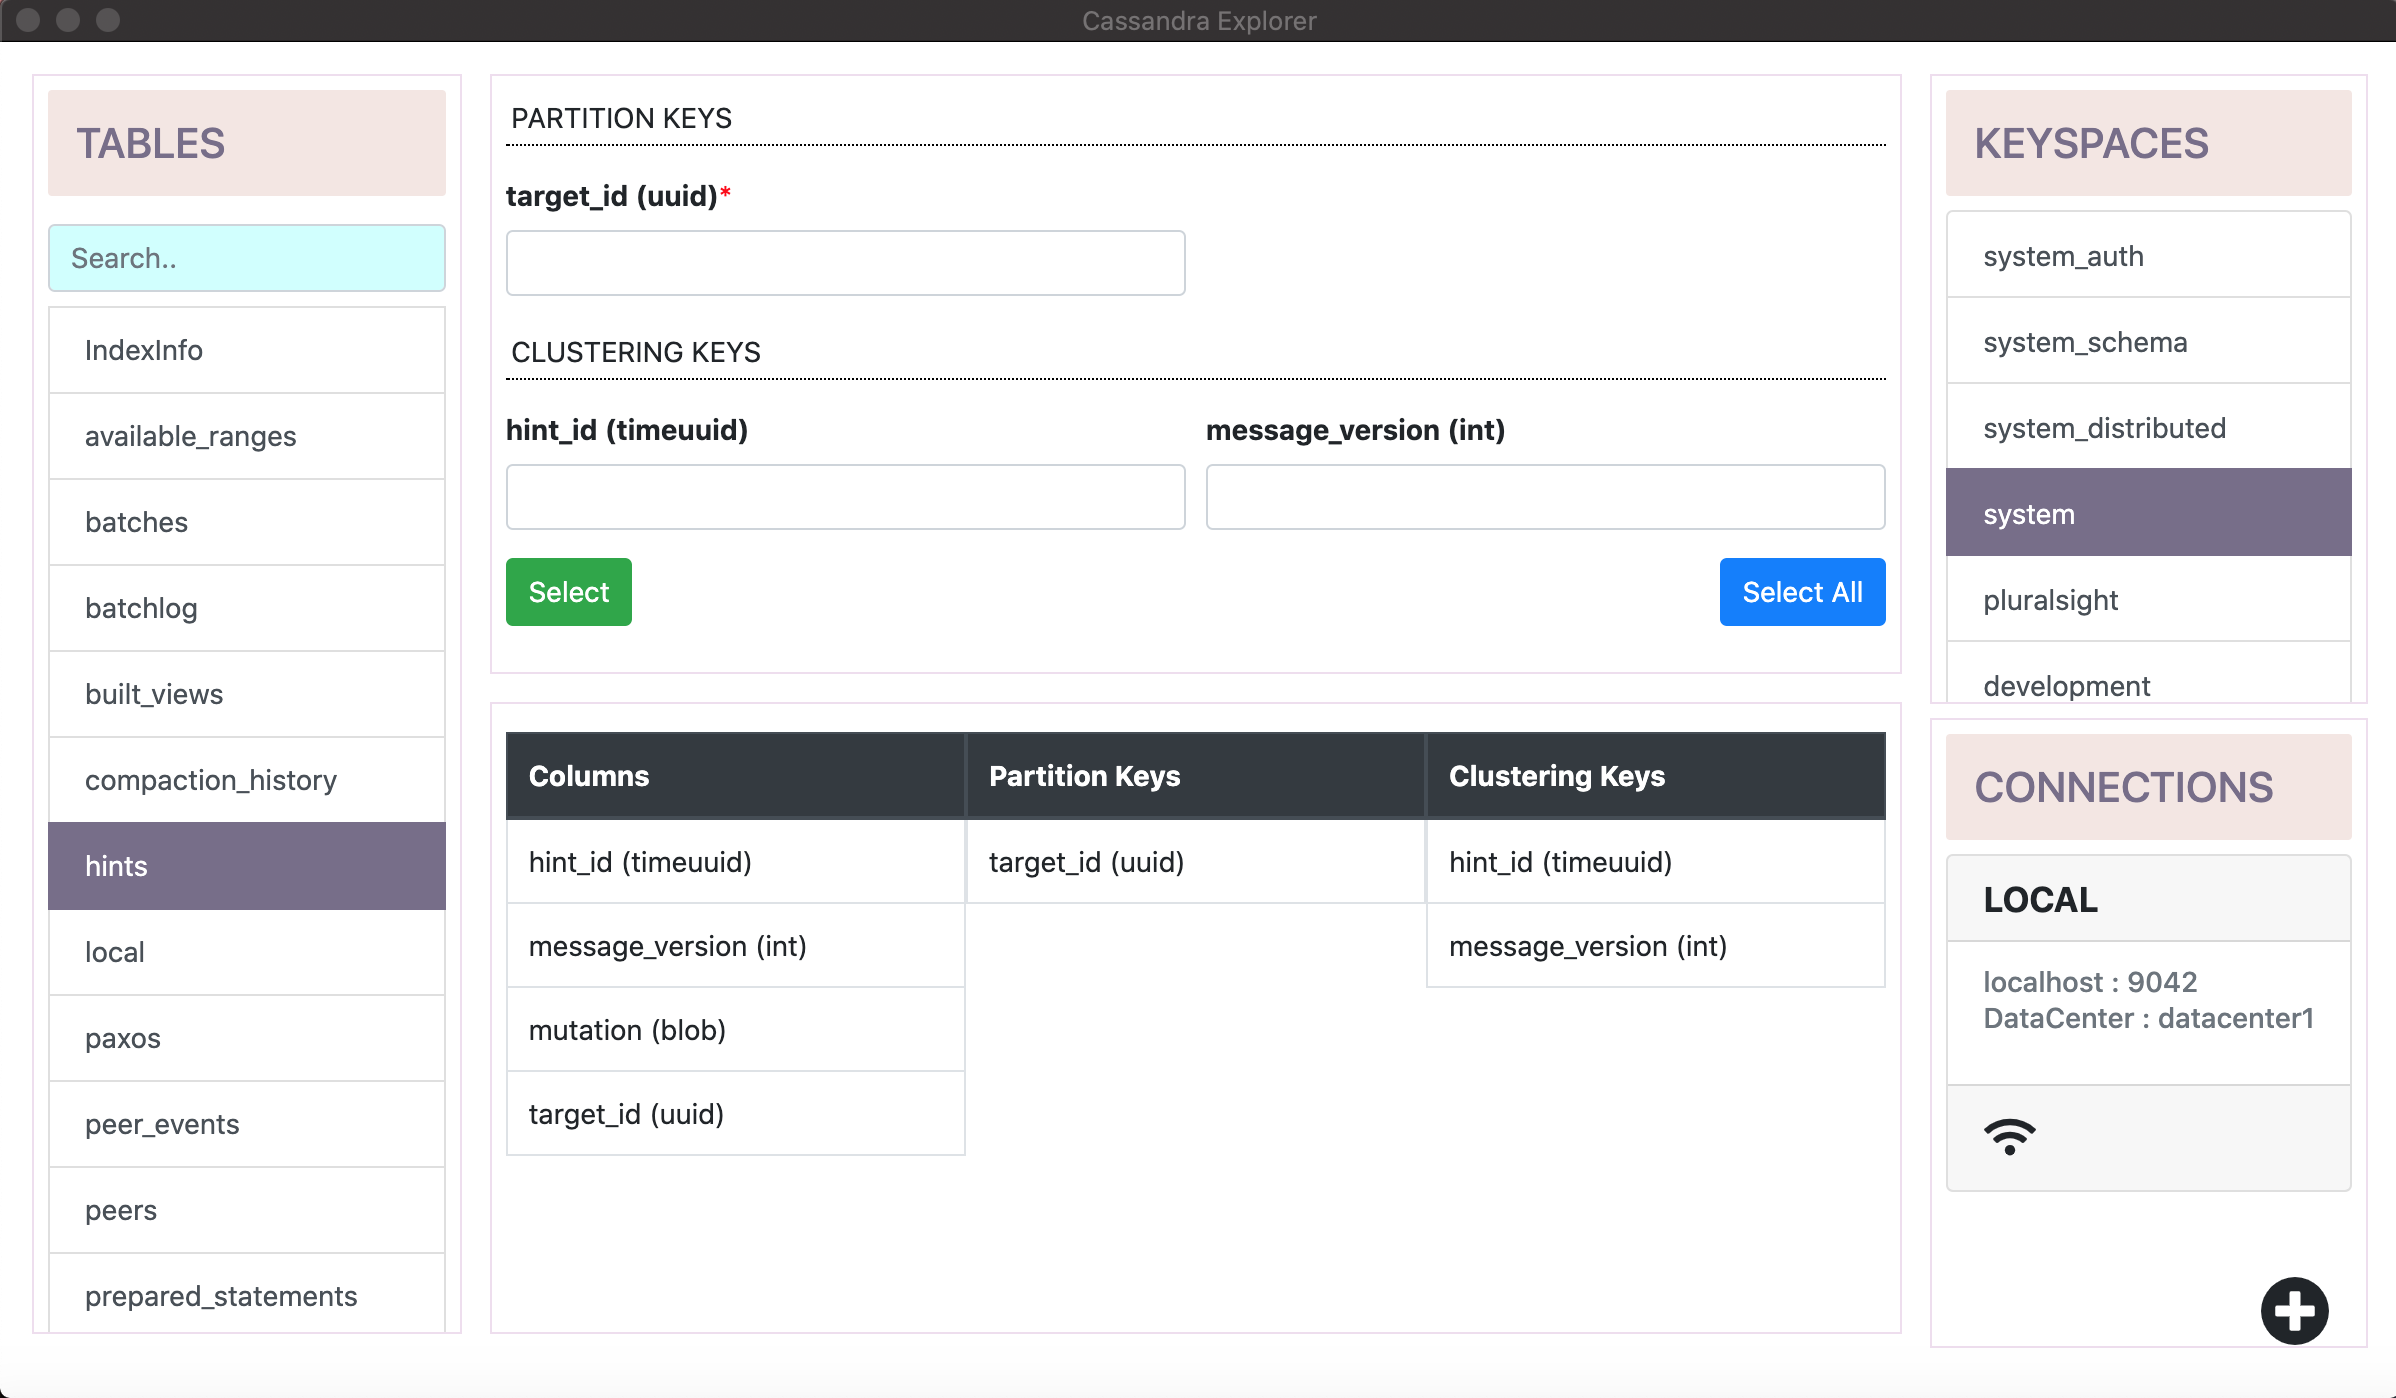 Cassandra Explorer
TABLES
Search..
IndexInfo
available_ranges
batches
batchlog
built_views
compaction_history
hints
local
paxos
peer_events
peers
prepared_statements
PARTITION KEYS
target_id (uuid)*
CLUSTERING KEYS
hint_id (timeuuid) message_version (int)
Select Select All
Columns Partition Keys Clustering Keys
hint_id (timeuuid) target_id (uuid) hint_id (timeuuid)
message_version (int) message_version (int)
mutation (blob)
target_id (uuid)
KEYSPACES
system_auth
system_schema
system_distributed
system
pluralsight
development
CONNECTIONS
LOCAL
localhost : 9042
DataCenter : datacenter1